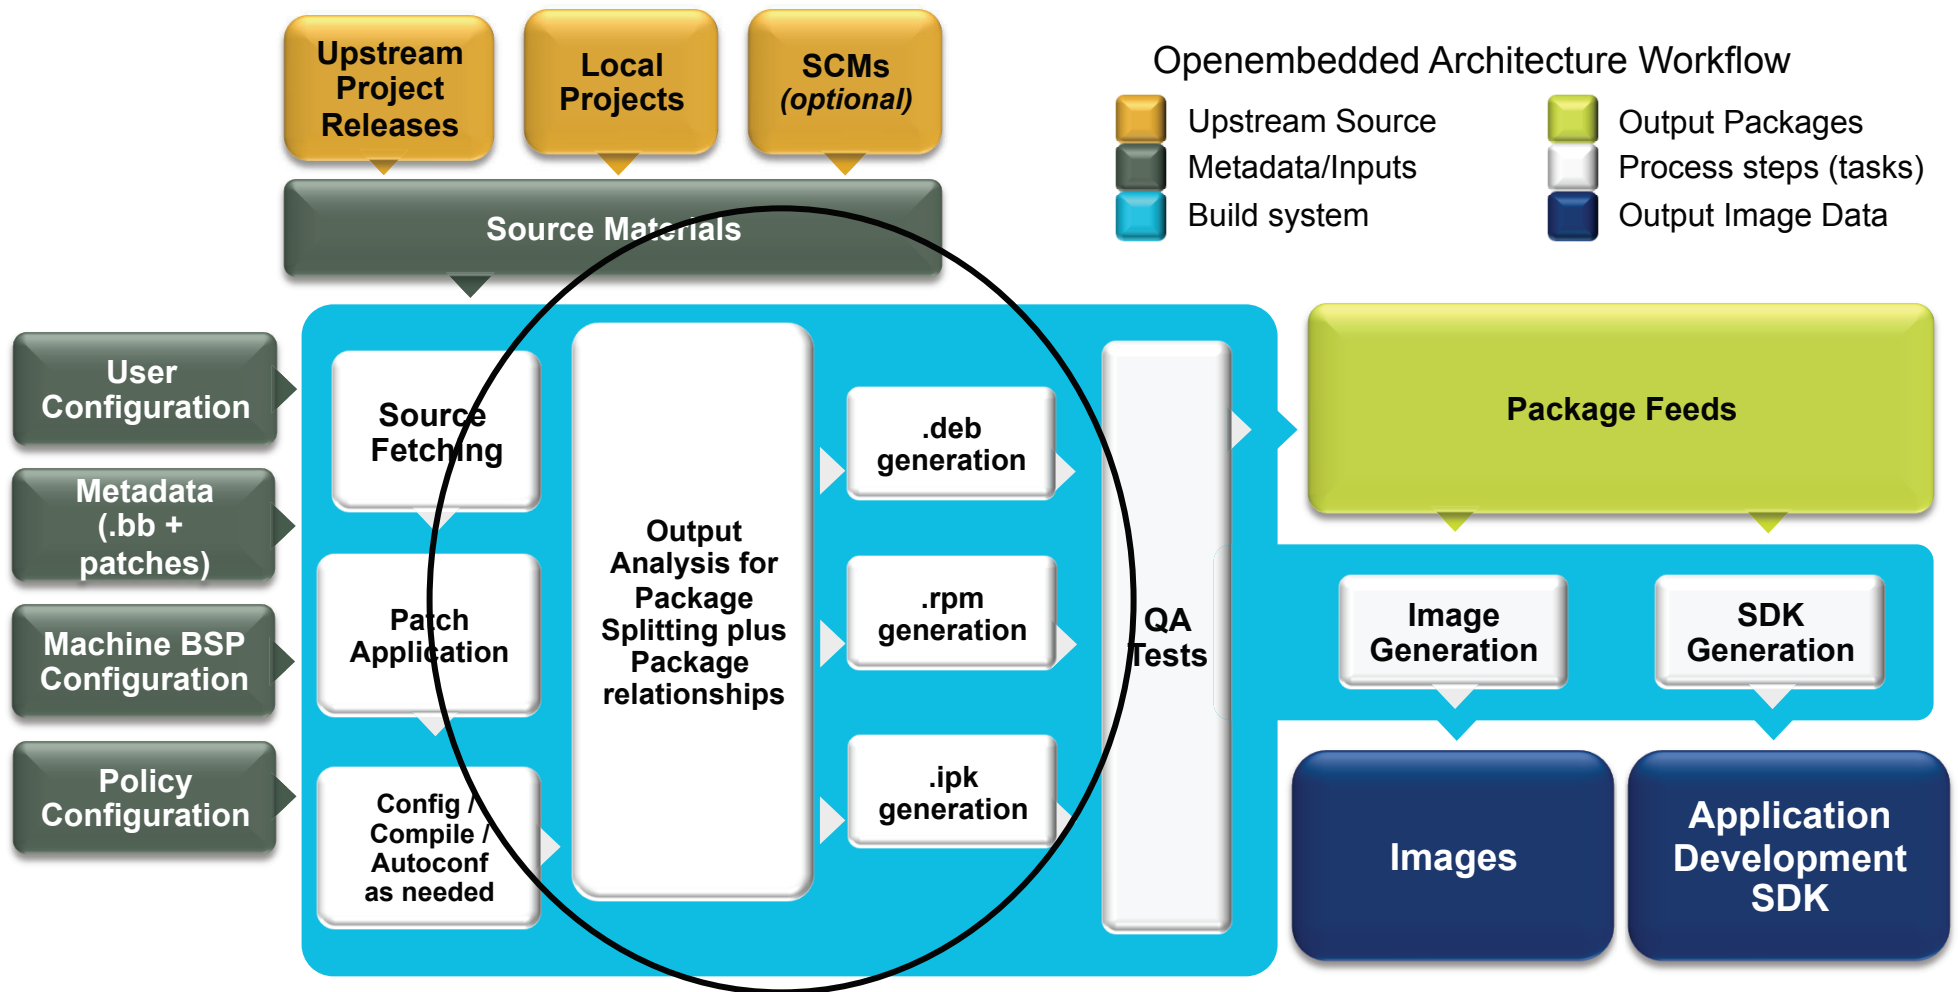 Upstream
Project
Releases
Local
Projects
SCMs
(optional)
Openembedded Architecture Workflow
Upstream Source
Metadada/Inputs
Build system
Output Packages
Process steps (tasks)
Output Image Data
Source Materials
User
Configuration
Metadata
(.bb +
patches)
Machine BSP
Configuration
Policy
Configuration
Source
Fetching
Patch
Application
Config /
Compile /
Autoconf
as needed
Output
Analysis for
Package
Splitting plus
Package
relationships
.deb
generation
.rpm
generation
.ipk
generation
QA
Tests
Package Feeds
Image
Generation
SDK
Generation
Images
Application
Development
SDK